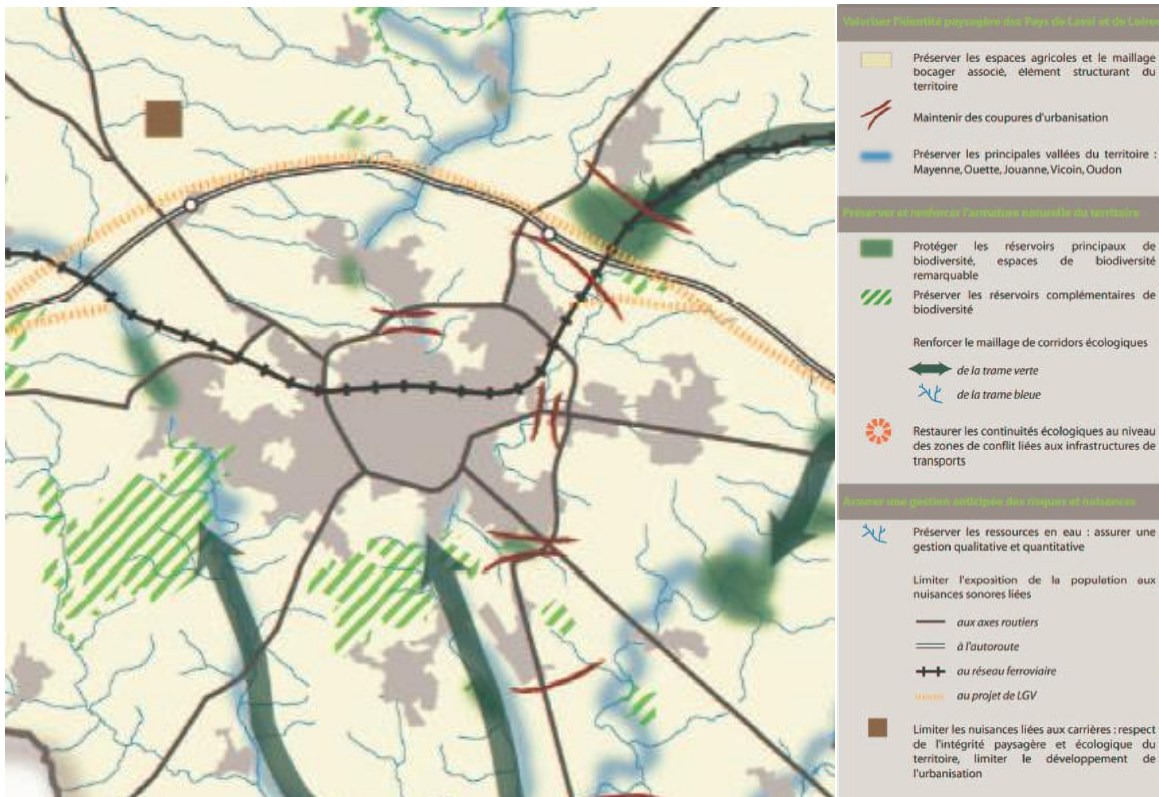 Valoriser l'identité paysagère des Pays de Laval et de Loiron
Préserver les espaces agricoles et le maillage
bocager associé, élément structurant du
territoire
Maintenir des coupures d'urbanisation
Préserver les principales vallées du territoire :
Mayenne, Ouette, Jouanne, Vicoin, Oudon
Préserver et renforcer l'armature naturelle du territoire
Protéger les réservoirs principaux de
biodiversité, espaces de biodiversité
remarquable
Préserver les réservoirs complémentaires de
biodiversité
Renforcer le maillage de corridors écologiques
de la trame verte
de la trame bleue
Restaurer les continuités écologiques au niveau
des zones de conflit liées aux infrastructures de
transports
Assurer une gestion anticipée des risques et nuisances
Préserver les ressources en eau : assurer une
gestion qualitative et quantitative
Limiter l'exposition de la population aux
nuisances sonores liées
aux axes routiers
à l'autoroute
au réseau ferroviaire
au projet de LGV
Limiter les nuisances liées aux carrières : respect
de l'intégrité paysagère et écologique du
territoire, limiter le développement de
l'urbanisation